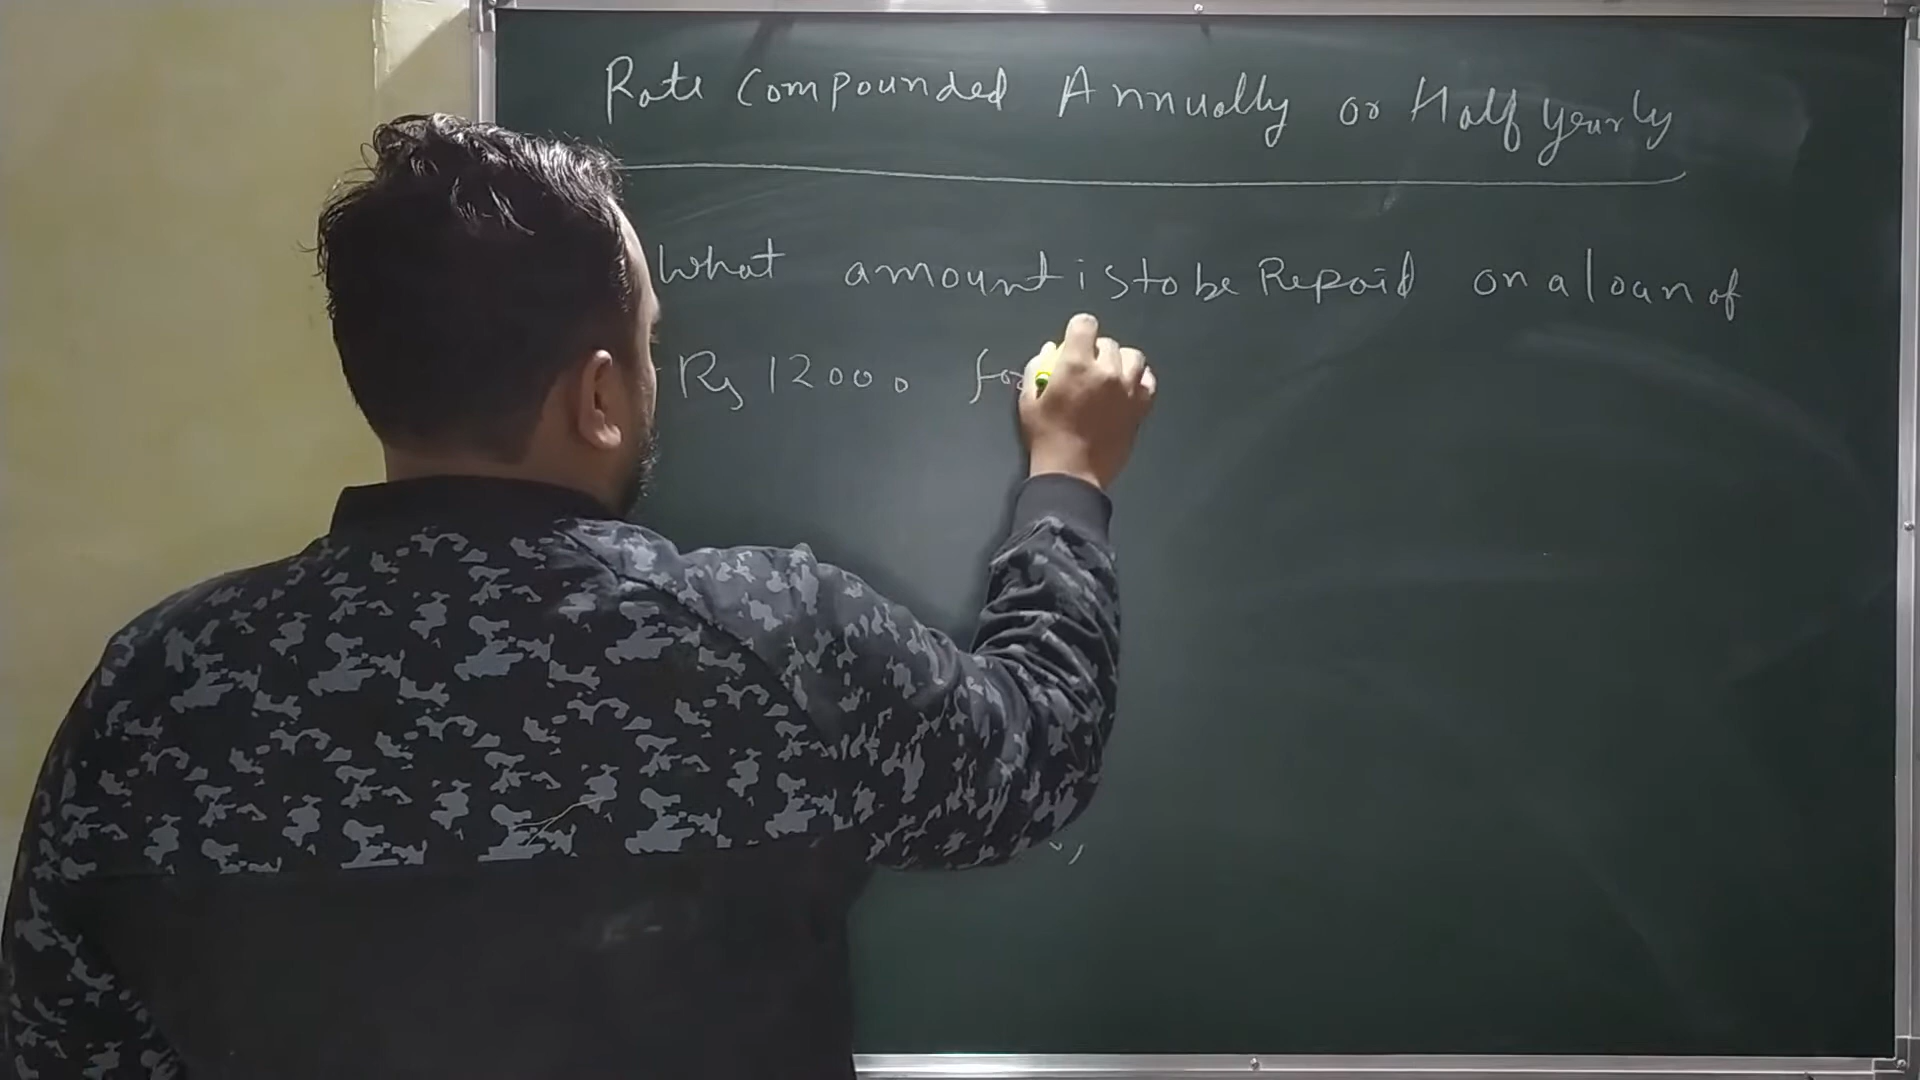 Rate Compounded Annually or Half yearly
What amount is to be Repaid on a loan of
Rs 12000 for